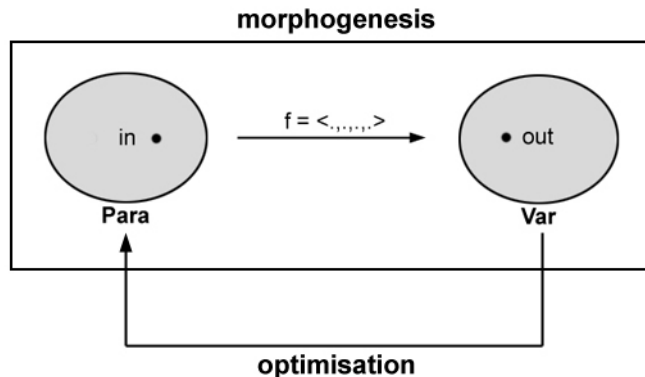 morphogenesis
f = <.,.,.,.>
in
out
Para
Var
optimisation